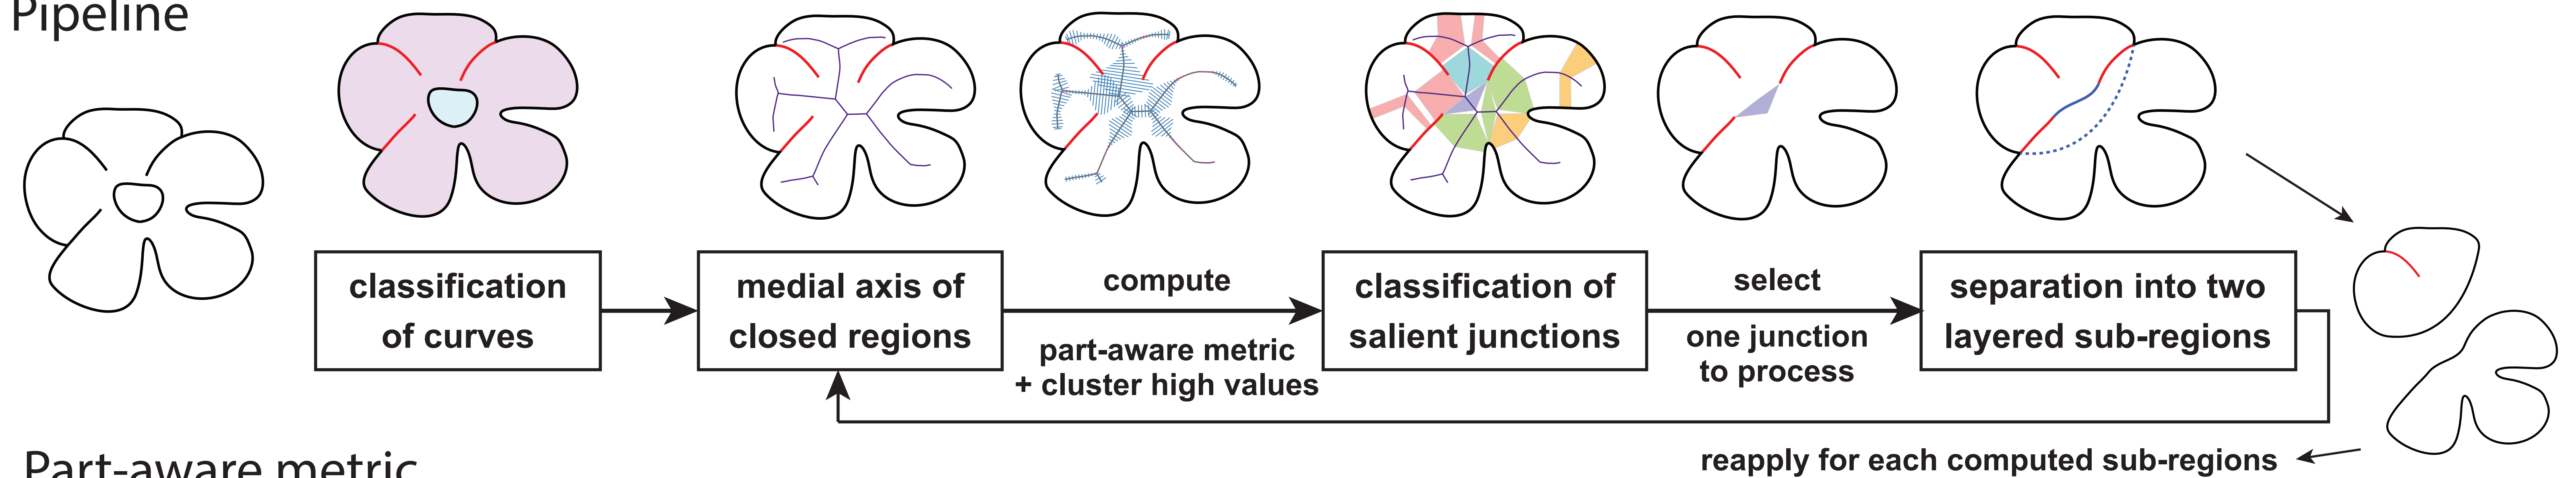 Pipeline
classification
of curves
medial axis of
closed regions
compute
part-aware metric
+ cluster high values
classification of
salient junctions
select
one junction
to process
separation into two
layered sub-regions
reapply for each computed sub-regions
Part-aware metric